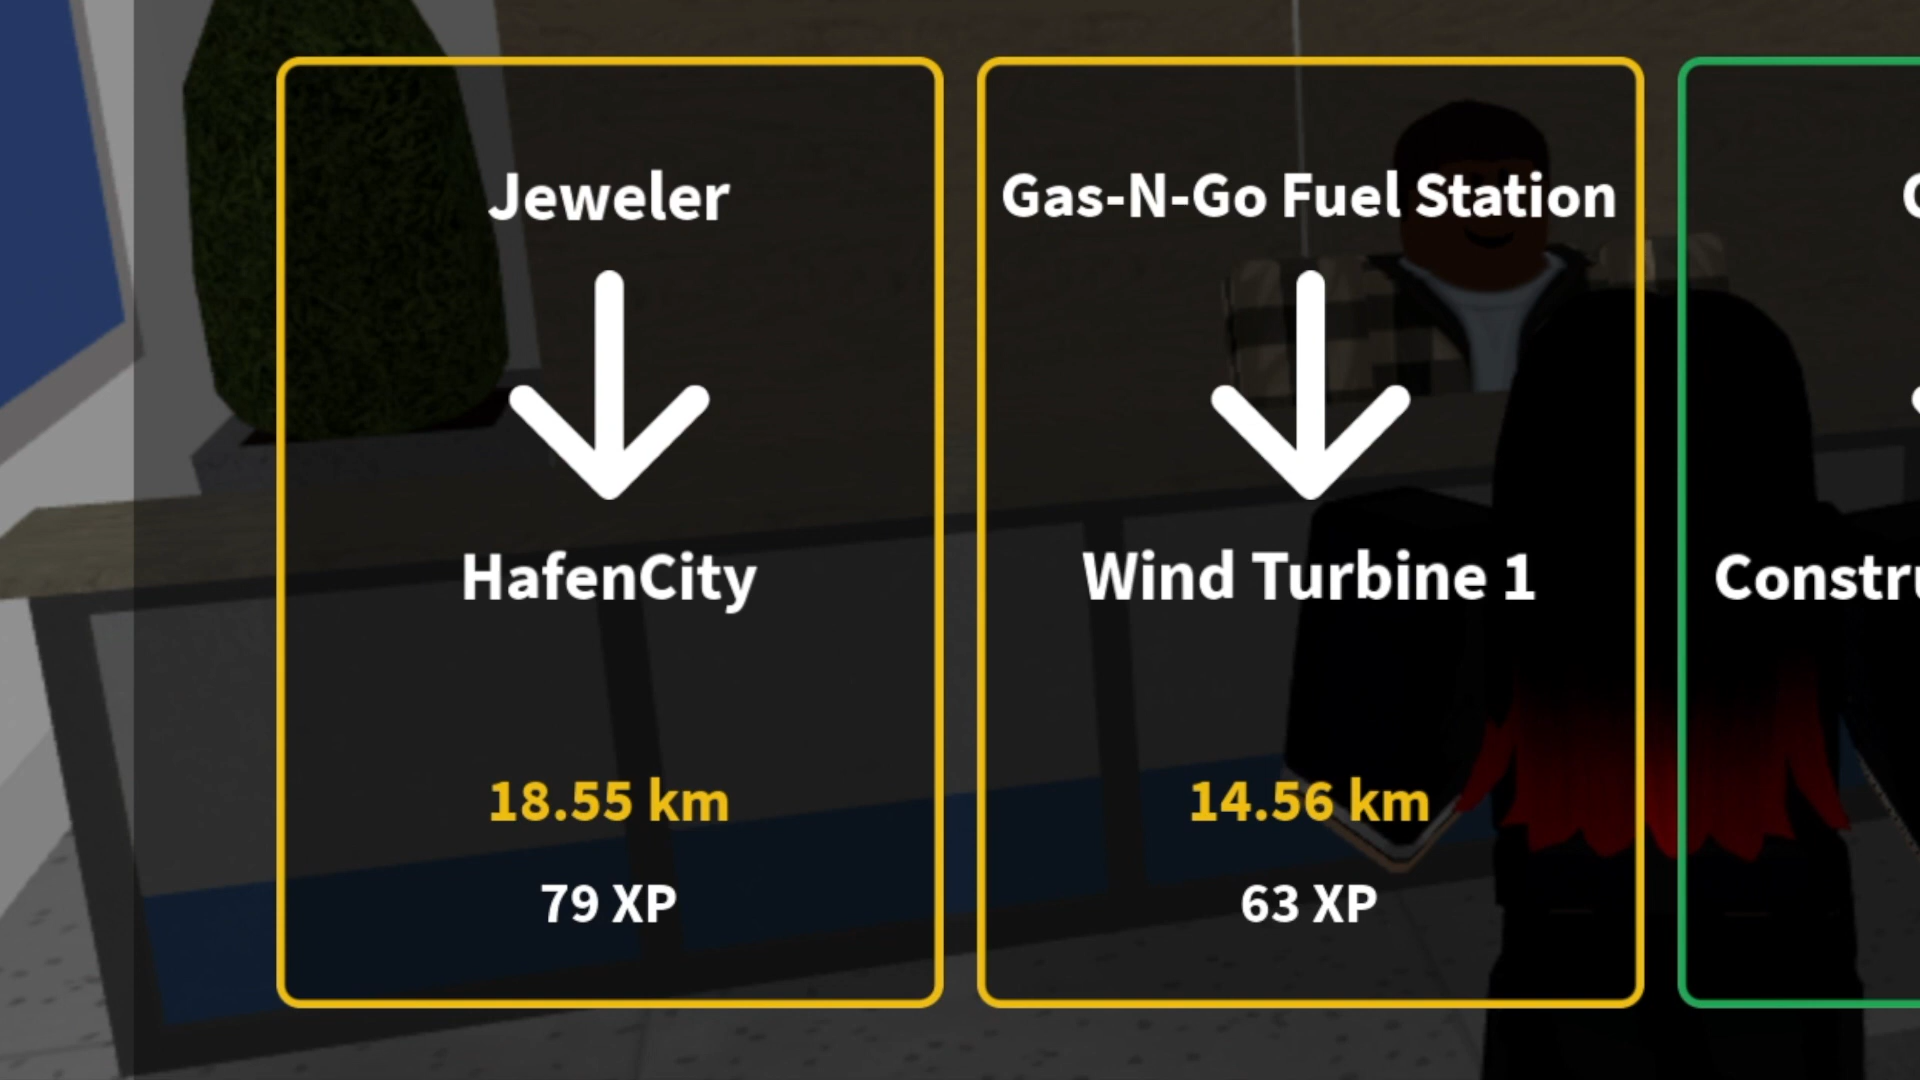 Jeweler
HafenCity
18.55 km
79 XP
Gas-N-Go Fuel Station
Wind Turbine 1
14.56 km
63 XP